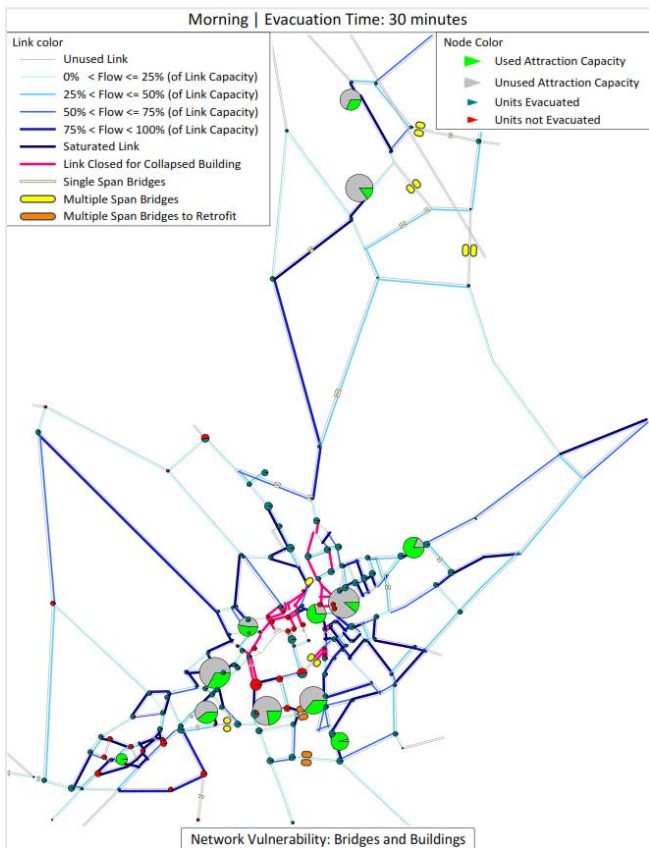 Morning | Evacuation Time: 30 minutes
Link color
Unused Link
0% < Flow <= 25% (of Link Capacity)
25% < Flow <= 50% (of Link Capacity)
50% < Flow <= 75% (of Link Capacity)
75% < Flow < 100% (of Link Capacity)
Saturated Link
Link Closed for Collapsed Building
Single Span Bridges
Multiple Span Bridges
Multiple Span Bridges to Retrofit
Node Color
Used Attraction Capacity
Unused Attraction Capacity
Units Evacuated
Units not Evacuated
Network Vulnerability: Bridges and Buildings